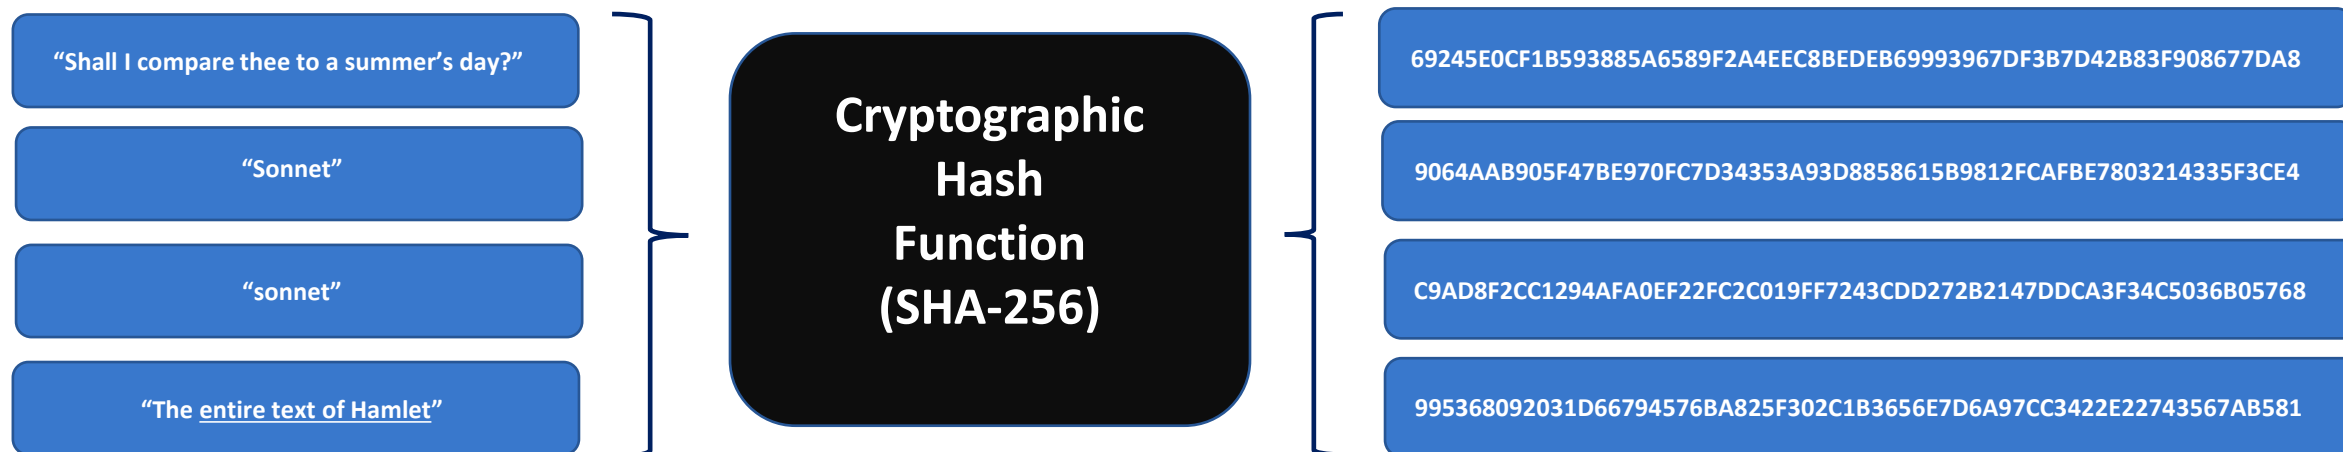 “Shall I compare thee to a summer’s day?”
“Sonnet”
“sonnet”
“The entire text of Hamlet”
Cryptographic
Hash
Function
(SHA-256)
69245E0CF1B593885A6589F2A4EEC8BEDEB69993967DF3B7D42B83F908677DA8
9064AAB905F47BE970FC7D34353A93D8858615B9812FCAFBE7803214335F3CE4
C9AD8F2CC1294AFA0EF22FC2C019FF7243CDD272B2147DDCA3F34C5036B05768
995368092031D66794576BA825F302C1B3656E7D6A97CC3422E22743567AB581